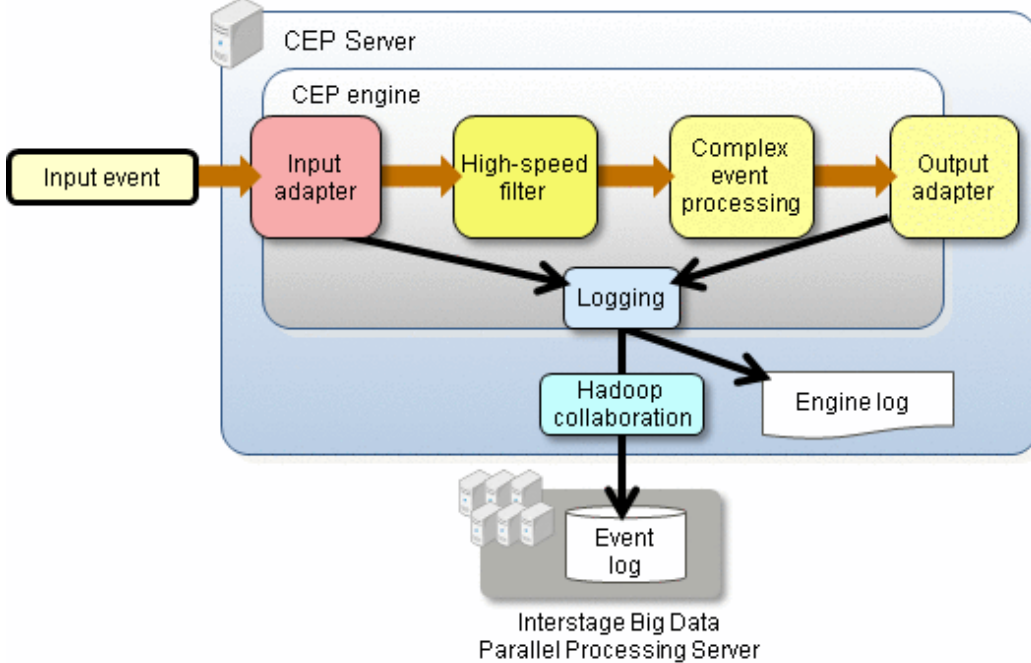 CEP Server
CEP engine
Input event
Input
adapter
High-speed
filter
Complex
event
processing
Output
adapter
Logging
Hadoop
collaboration
Engine log
Event
log
Interstage Big Data
Parallel Processing Server